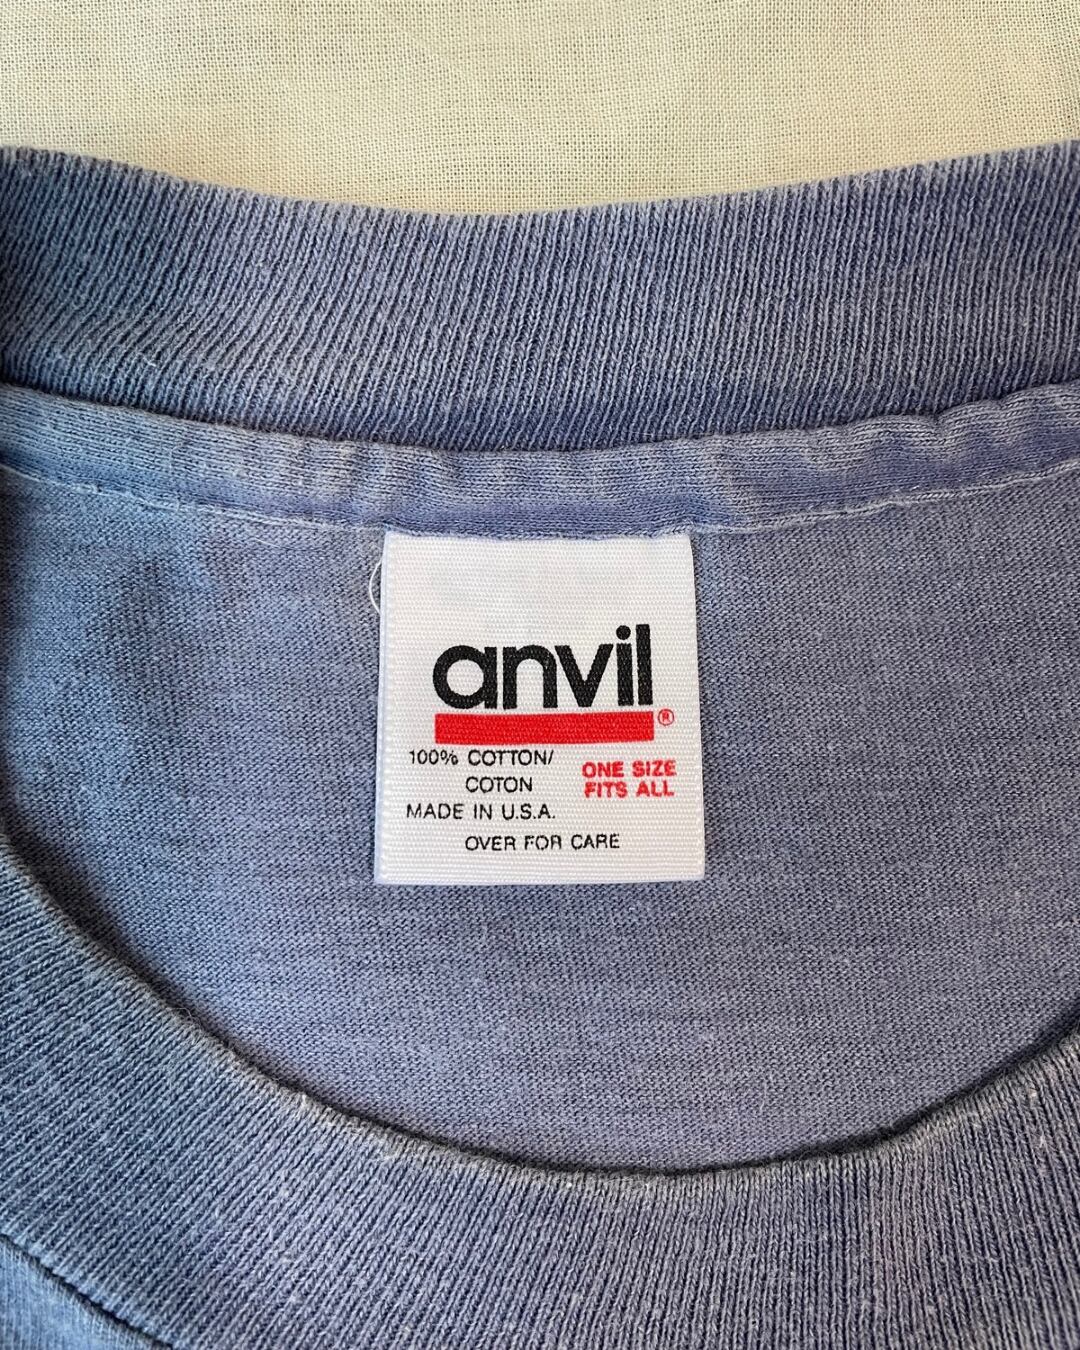 anvil®
100% COTTON/
COTON
ONE SIZE
FITS ALL
MADE IN U.S.A.
OVER FOR CARE